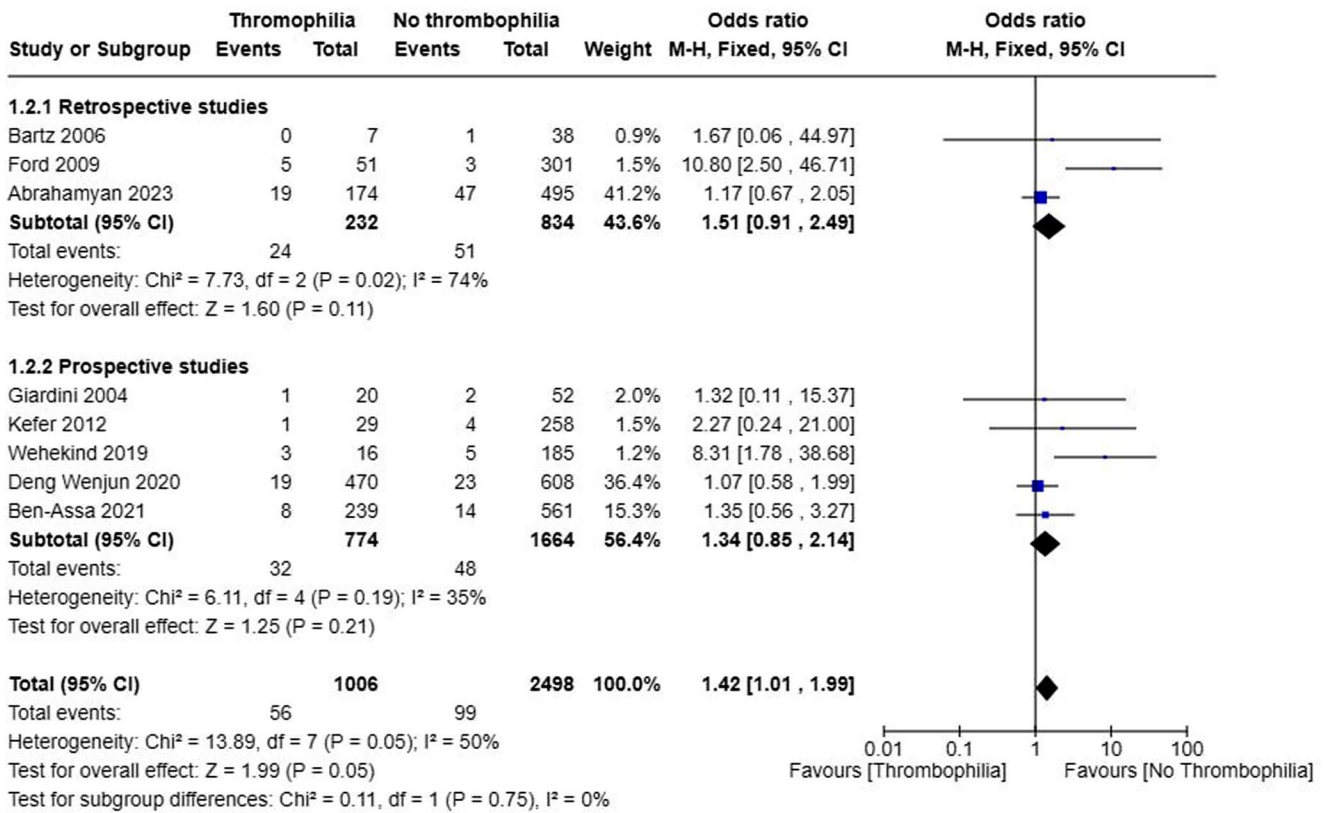 Thromophilia No thrombophilia Odds ratio Odds ratio
Study or Subgroup Events Total Events Total Weight M-H, Fixed, 95% CI M-H, Fixed, 95% CI
1.2.1 Retrospective studies
Bartz 2006 0 7 1 38 0.9% 1.67 [0.06 , 44.97]
Ford 2009 5 51 3 301 1.5% 10.80 [2.50 , 46.71]
Abrahamyan 2023 19 174 47 495 41.2% 1.17 [0.67 , 2.05]
Subtotal (95% CI) 232 834 43.6% 1.51 [0.91 , 2.49]
Total events: 24 51
Heterogeneity: Chi² = 7.73, df = 2 (P = 0.02); I² = 74%
Test for overall effect: Z = 1.60 (P = 0.11)
1.2.2 Prospective studies
Giardini 2004 1 20 2 52 2.0% 1.32 [0.11 , 15.37]
Kefer 2012 1 29 4 258 1.5% 2.27 [0.24 , 21.00]
Wehekind 2019 3 16 5 185 1.2% 8.31 [1.78 , 38.68]
Deng Wenjun 2020 19 470 23 608 36.4% 1.07 [0.58 , 1.99]
Ben-Assa 2021 8 239 14 561 15.3% 1.35 [0.56 , 3.27]
Subtotal (95% CI) 774 1664 56.4% 1.34 [0.85 , 2.14]
Total events: 32 48
Heterogeneity: Chi² = 6.11, df = 4 (P = 0.19); I² = 35%
Test for overall effect: Z = 1.25 (P = 0.21)
Total (95% CI) 1006 2498 100.0% 1.42 [1.01 , 1.99]
Total events: 56 99
Heterogeneity: Chi² = 13.89, df = 7 (P = 0.05); I² = 50%
0.01 0.1 1 10 100
Test for overall effect: Z = 1.99 (P = 0.05) Favours [Thrombophilia] Favours [No Thrombophilia]
Test for subgroup differences: Chi² = 0.11, df = 1 (P = 0.75), I² = 0%